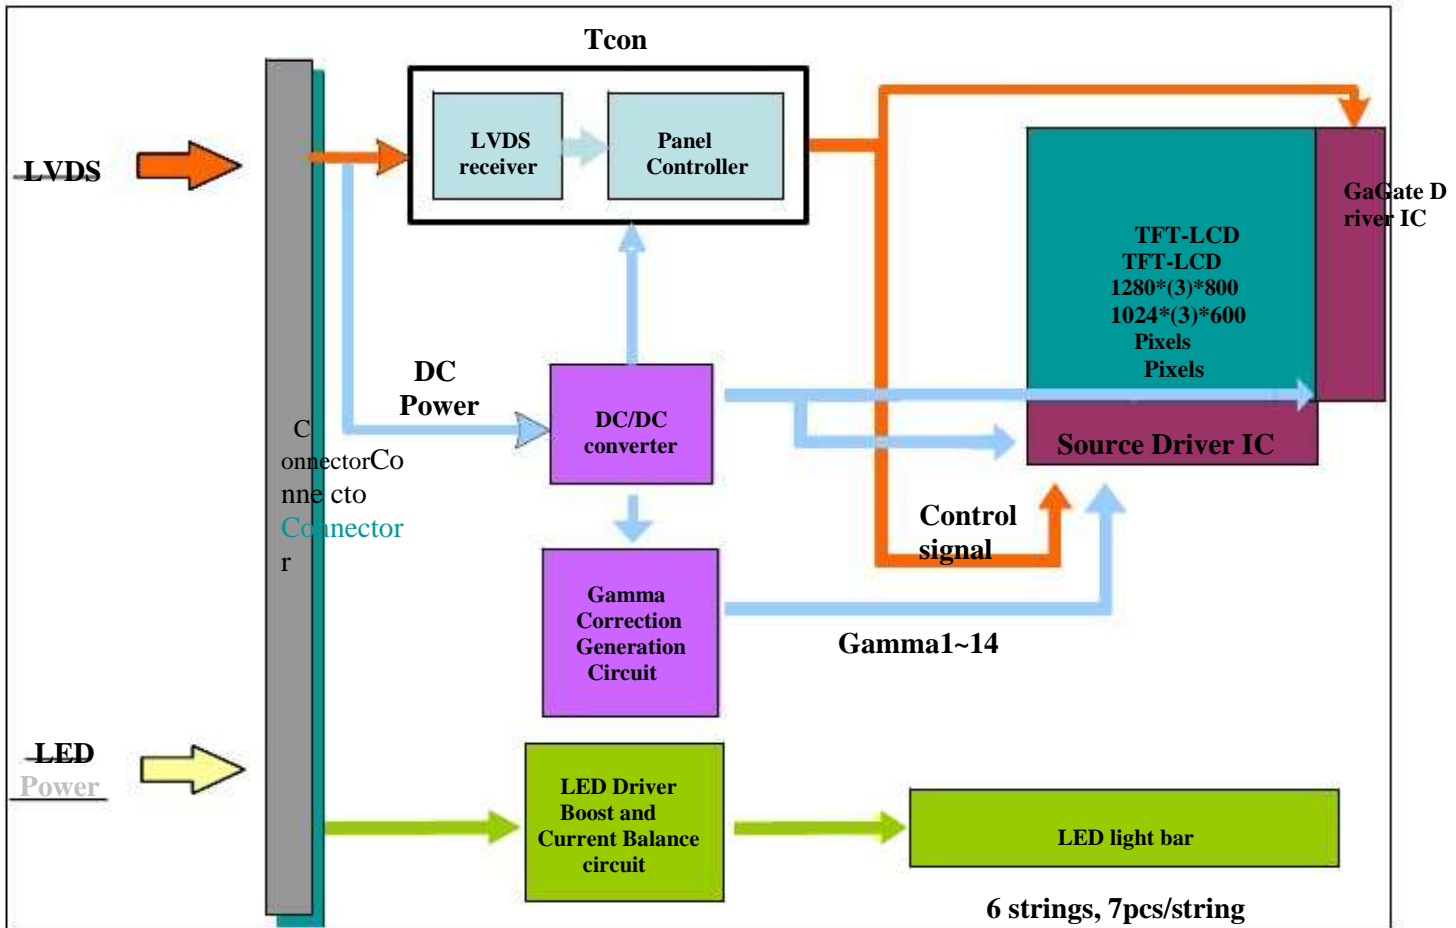 Tcon
LVDS
LVDS
receiver
Panel
Controller
GaGate D
river IC
TFT-LCD
TFT-LCD
1280*(3)*800
1024*(3)*600
Pixels
Pixels
DC
Power
DC/DC
converter
Source Driver IC
C
onnectorCo
nne cto
Connector
r
Control
signal
Gamma
Correction
Generation
Circuit
Gamma1~14
LED
Power
LED Driver
Boost and
Current Balance
circuit
LED light bar
6 strings, 7pcs/string